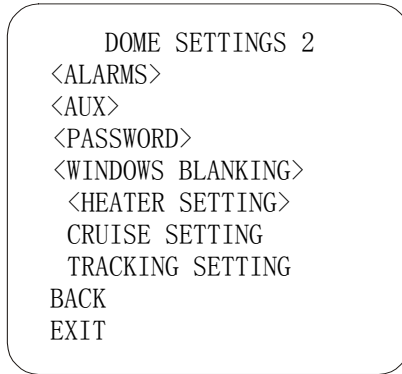 DOME SETTINGS 2
<ALARMS>
<AUX>
<PASSWORD>
<WINDOWS BLANKING>
<HEATER SETTING>
CRUISE SETTING
TRACKING SETTING
BACK
EXIT